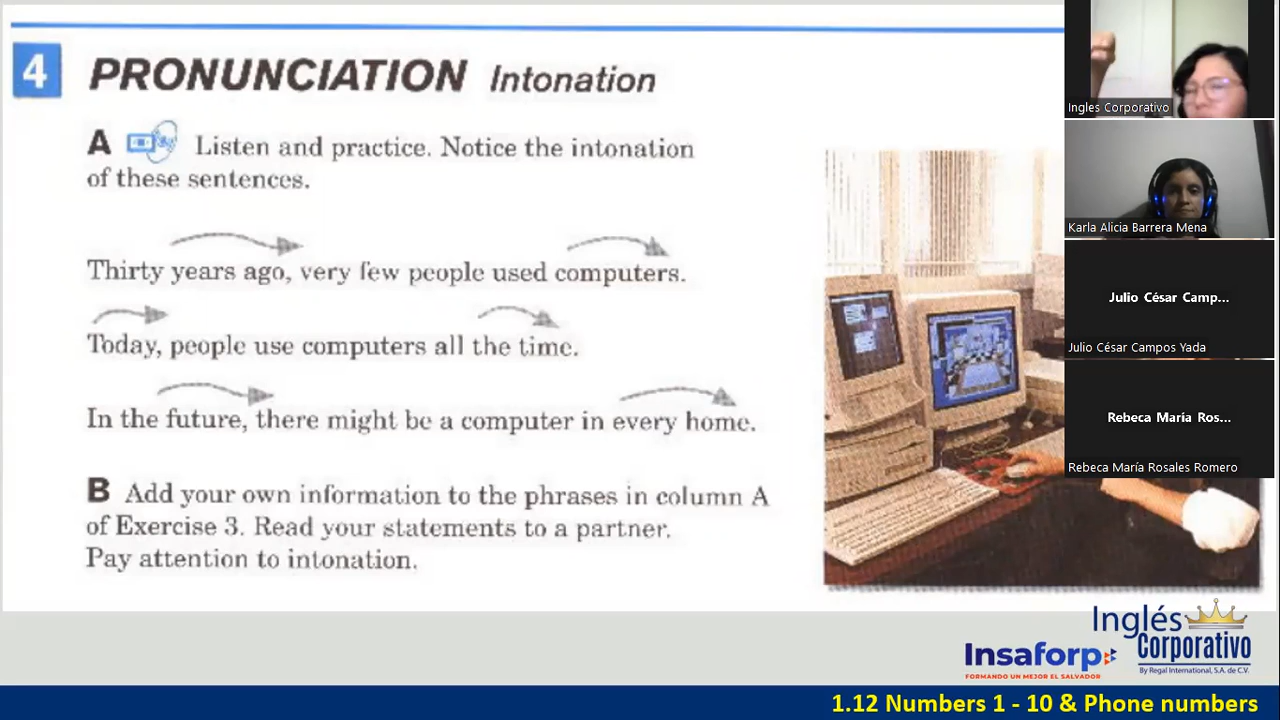 4 PRONUNCIATION Intonation
A Listen and practice. Notice the intonation
of these sentences.
Thirty years ago, very few people used computers.
Today, people use computers all the time.
In the future, there might be a computer in every home.
B Add your own information to the phrases in column A
of Exercise 3. Read your statements to a partner.
Pay attention to intonation.
Ingles Corporativo
Karla Alicia Barrera Mena
Julio César Camp...
Julio César Campos Yada
Rebeca María Ros...
Rebeca María Rosales Romero
Insaforp
FORMANDO UN MEJOR EL SALVADOR
Inglés
Corporativo
By Regal International, S.A. de C.V.
1.12 Numbers 1 - 10 & Phone numbers